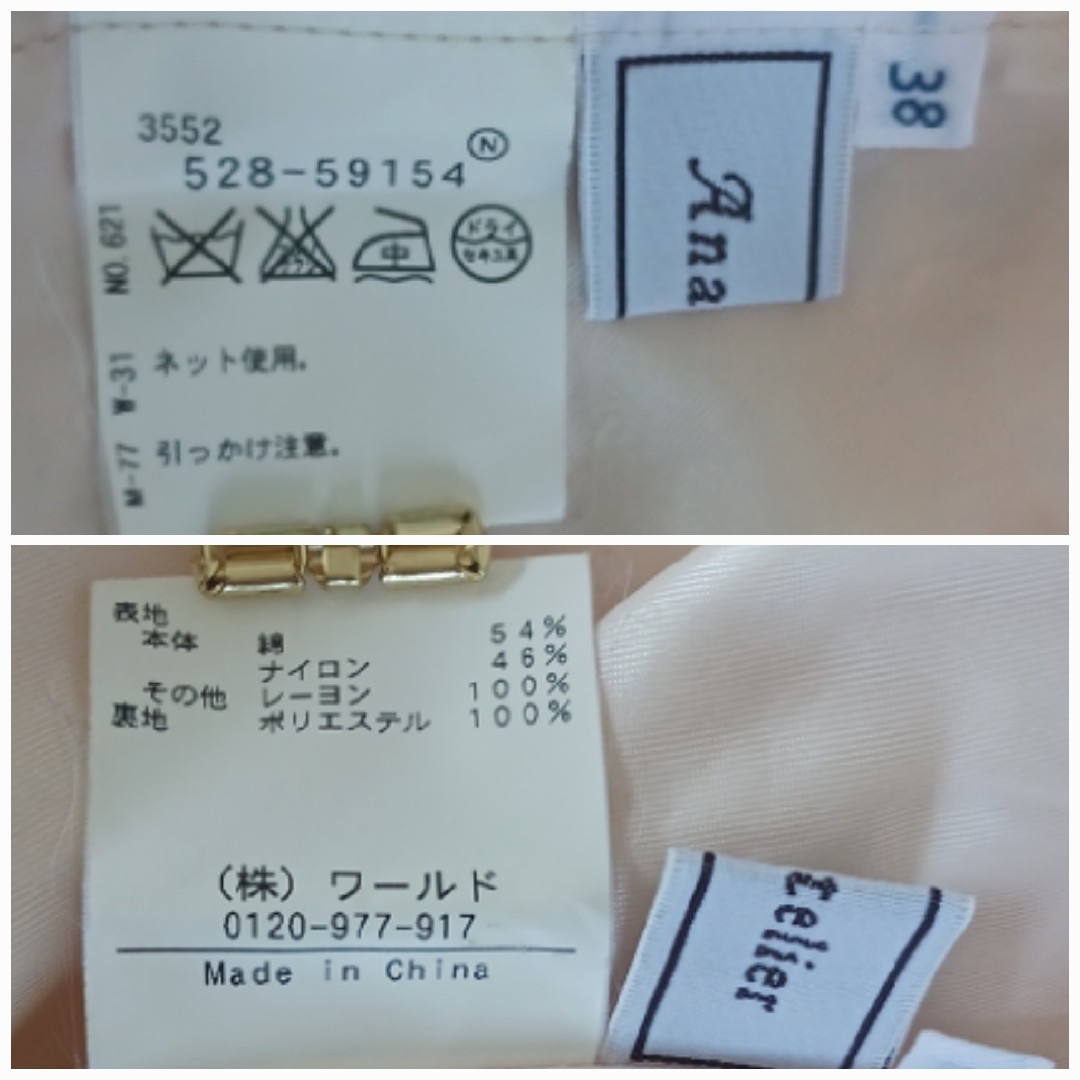 3552
528-59154
N
中
ドライ
セキユ系
NO.621
W-31
M-77
ネット使用。
引っかけ注意。
Ana
38
表地
本体 綿 54%
ナイロン 46%
その他 レーヨン 100%
裏地 ポリエステル 100%
(株) ワールド
0120-977-917
Made in China
telier